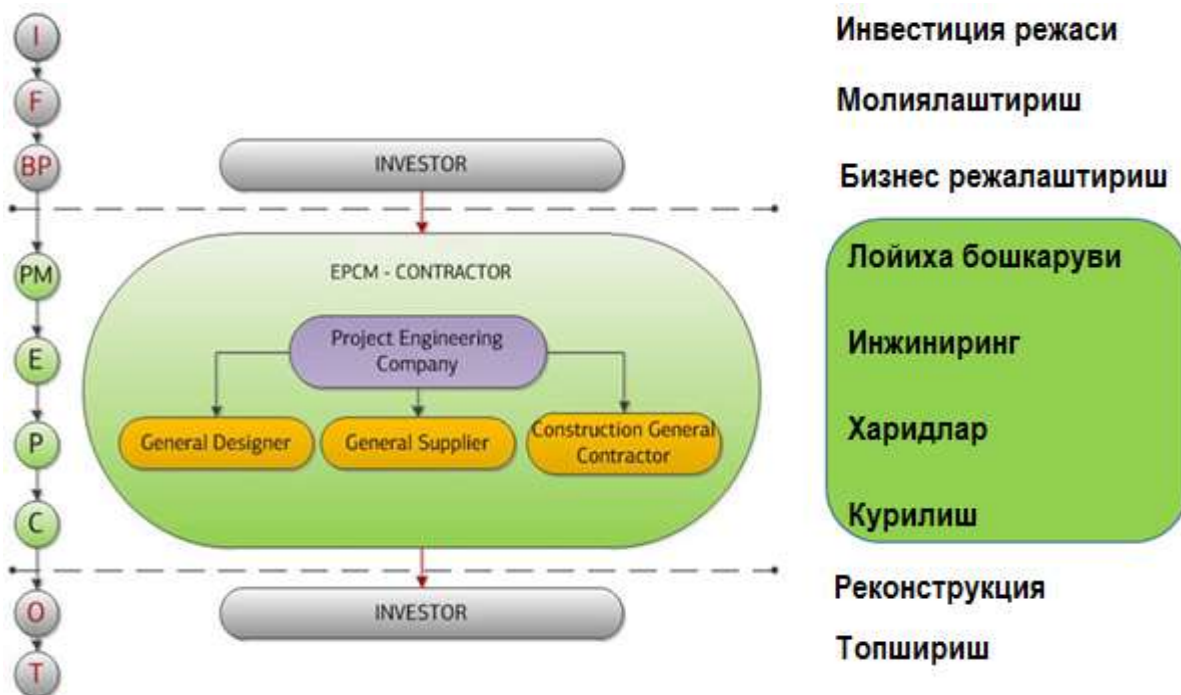 I
F
BP
PM
E
P
C
O
T
INVESTOR
EPCM - CONTRACTOR
Project Engineering
Company
General Designer
General Supplier
Construction General
Contractor
INVESTOR
Инвестиция режаси
Молиялаштириш
Бизнес режалаштириш
Лойиха бошкаруви
Инжиниринг
Харидлар
Курилиш
Реконструкция
Топшириш